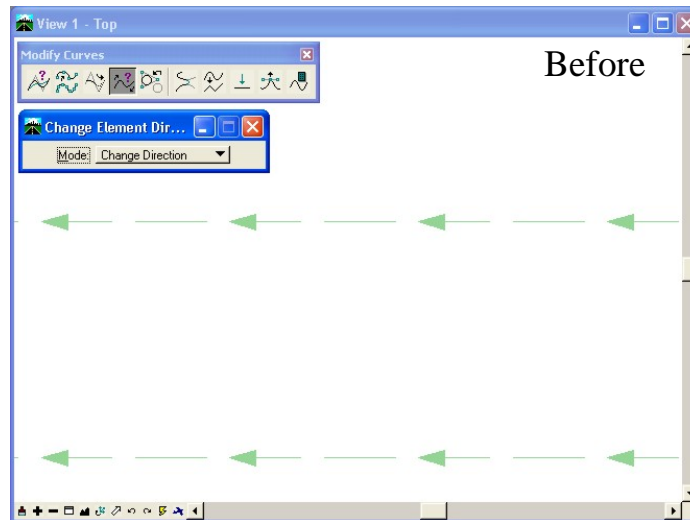 View 1 - Top
Modify Curves
Before
Change Element Dir...
Mode: Change Direction